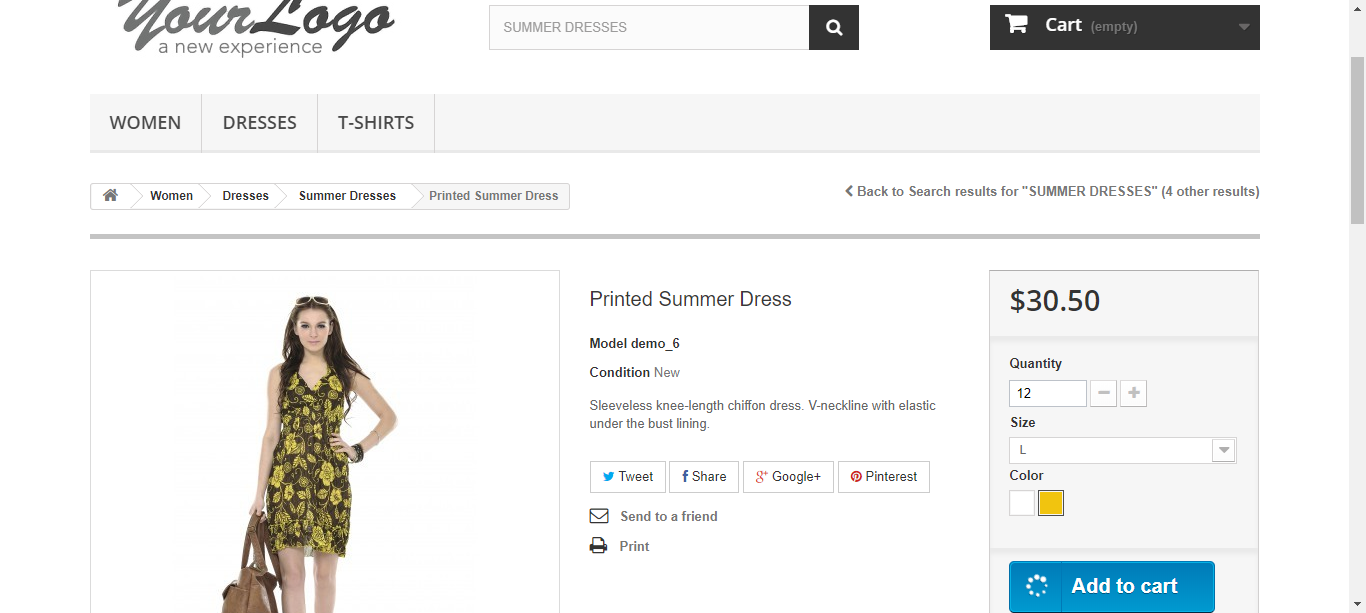 YourLogo
a new experience
SUMMER DRESSES
Cart (empty)
WOMEN DRESSES T-SHIRTS
Women Dresses Summer Dresses Printed Summer Dress
Back to Search results for "SUMMER DRESSES" (4 other results)
Printed Summer Dress
Model demo_6
Condition New
Sleeveless knee-length chiffon dress. V-neckline with elastic
under the bust lining.
Tweet Share Google+ Pinterest
Send to a friend
Print
$30.50
Quantity
12
Size
L
Color
Add to cart